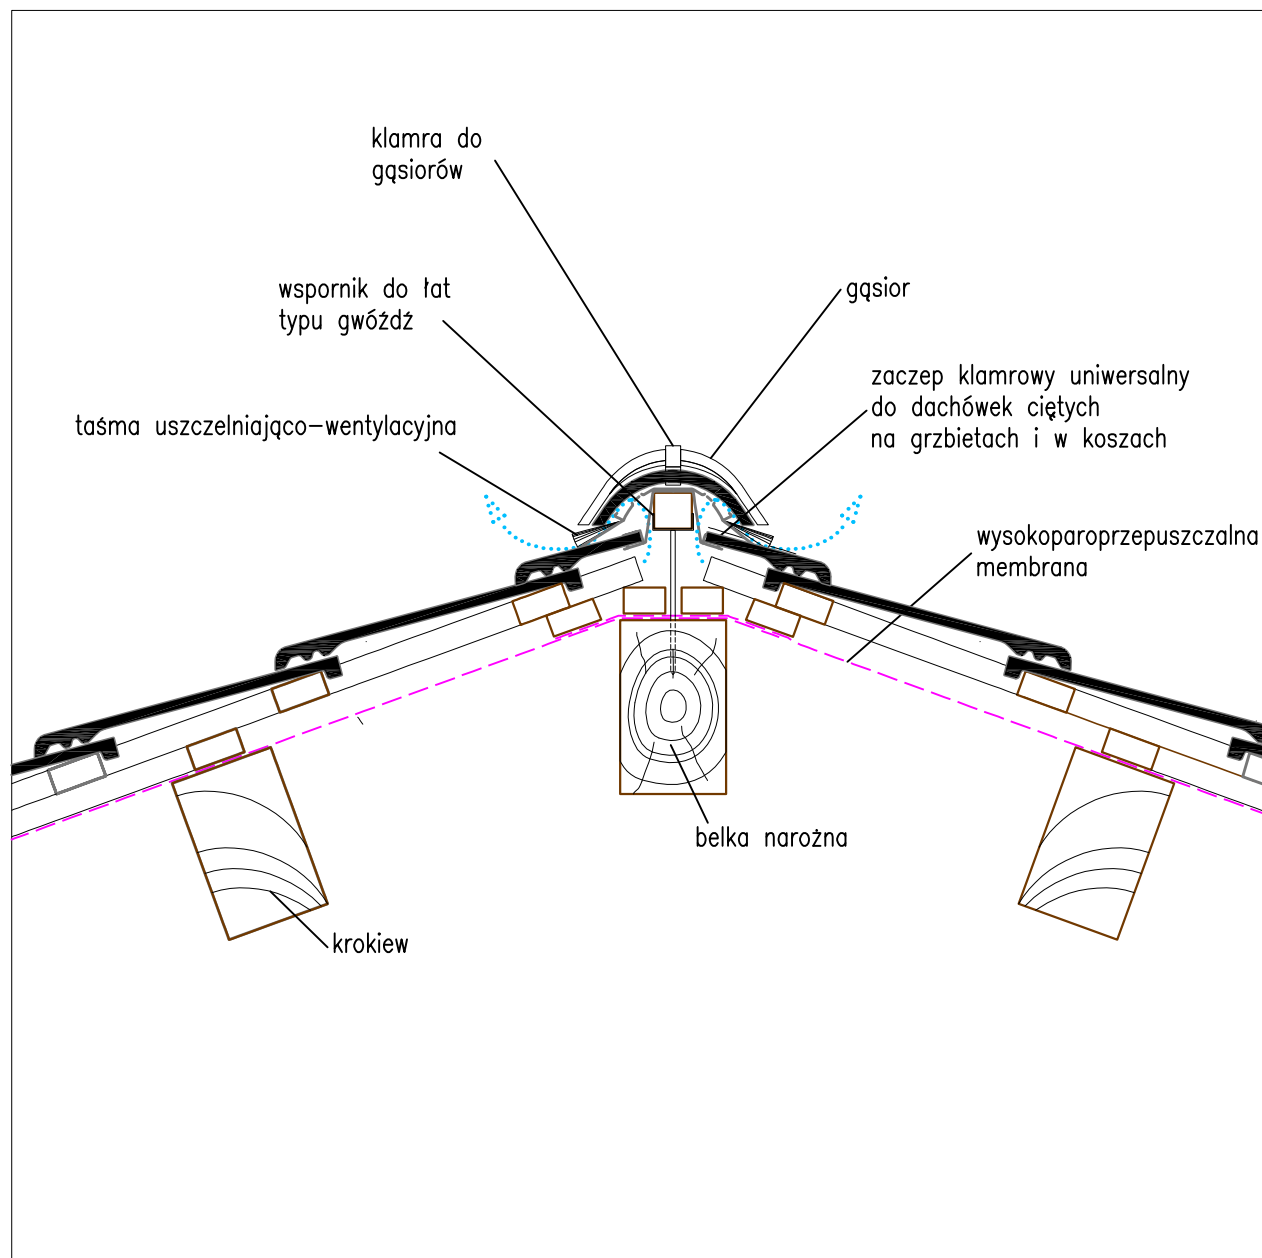 klamra do
gąsiorów
wspornik do łat
typu gwóźdź
gąsior
zaczep klamrowy uniwersalny
do dachówek ciętych
na grzbietach i w koszach
taśma uszczelniająco-wentylacyjna
wysokoparoprzepuszczalna
membrana
belka narożna
krokiew